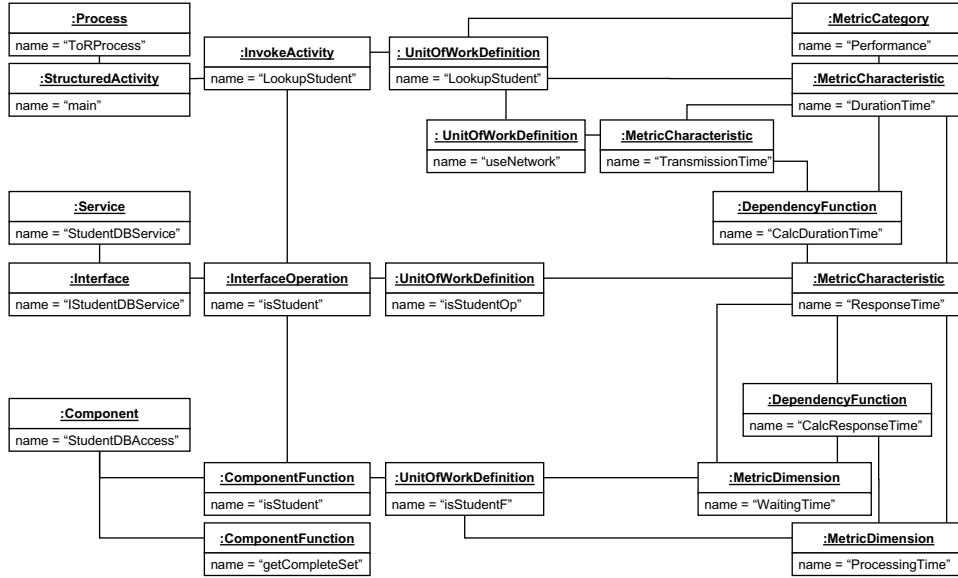 :Process
name = “ToRProcess”
:StructuredActivity
name = “main”
:InvokeActivity
name = “LookupStudent”
: UnitOfWorkDefinition
name = “LookupStudent”
:MetricCategory
name = “Performance”
:MetricCharacteristic
name = “DurationTime”
: UnitOfWorkDefinition
name = “useNetwork”
:MetricCharacteristic
name = “TransmissionTime”
:Service
name = “StudentDBService”
:DependencyFunction
name = “CalcDurationTime”
:Interface
name = “IStudentDBService”
:InterfaceOperation
name = “isStudent”
:UnitOfWorkDefinition
name = “isStudentOp”
:MetricCharacteristic
name = “ResponseTime”
:DependencyFunction
name = “CalcResponseTime”
:Component
name = “StudentDBAccess”
:ComponentFunction
name = “isStudent”
:UnitOfWorkDefinition
name = “isStudentF”
:MetricDimension
name = “WaitingTime”
:ComponentFunction
name = “getCompleteSet”
:MetricDimension
name = “ProcessingTime”